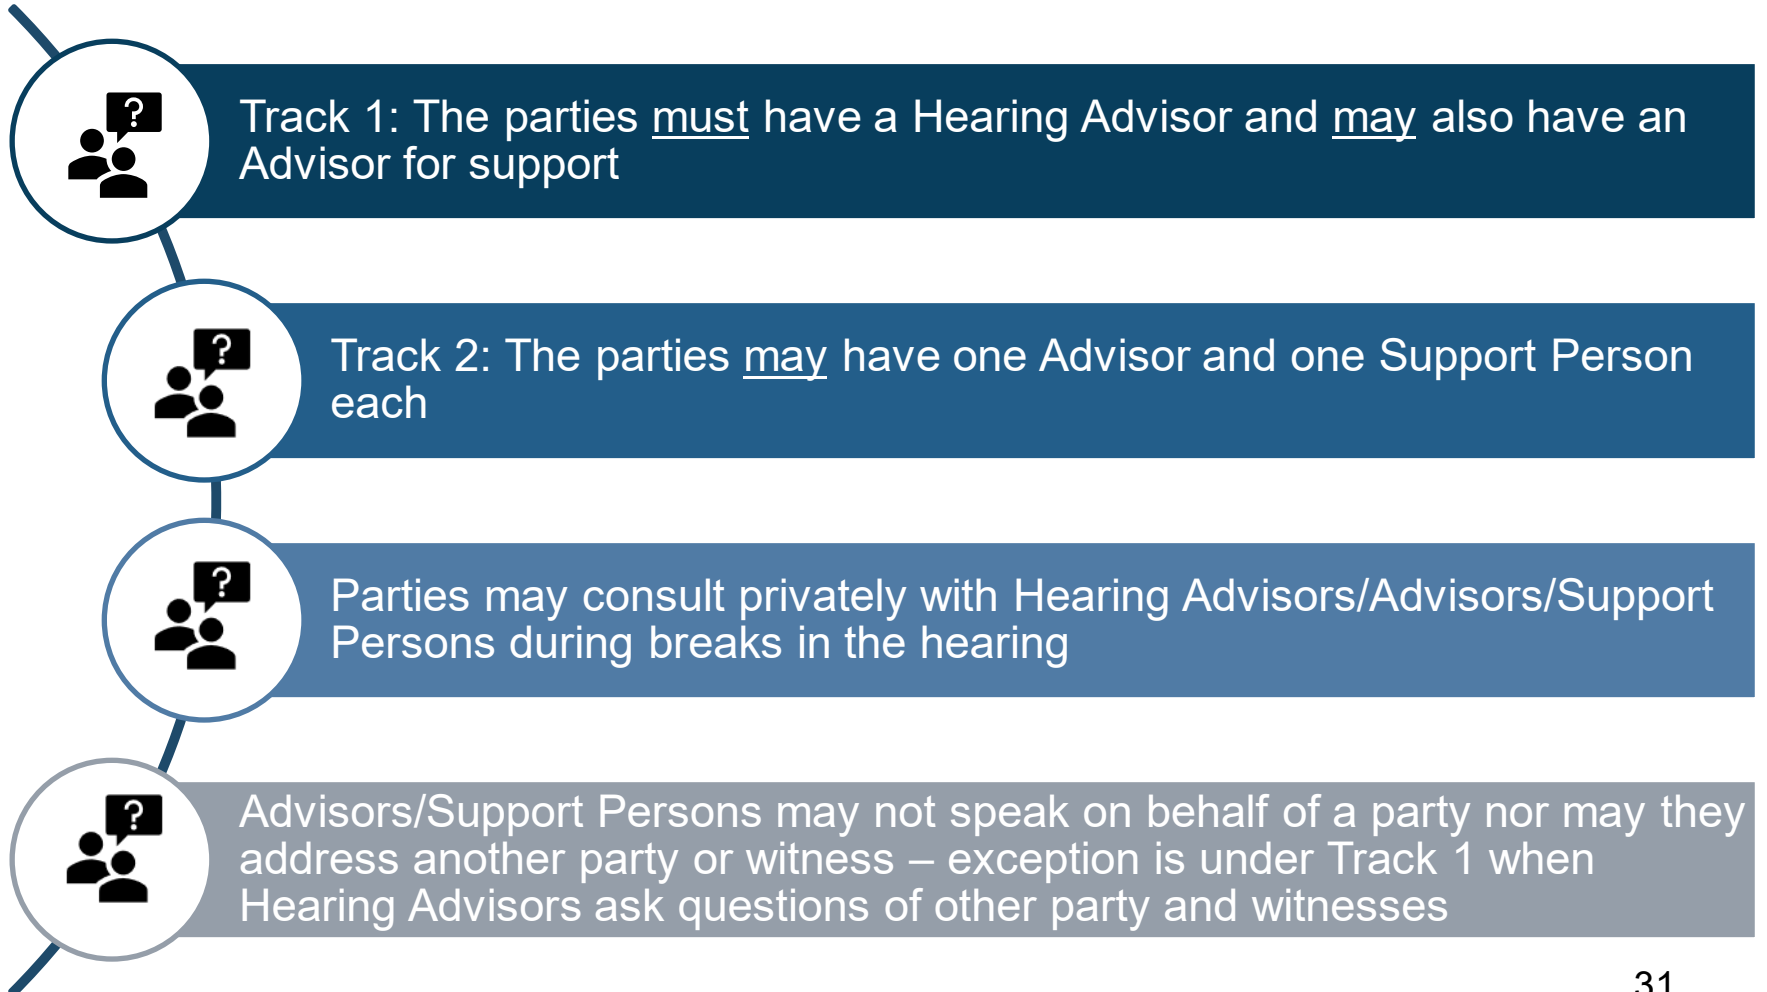 Track 1: The parties must have a Hearing Advisor and may also have an
Advisor for support
Track 2: The parties may have one Advisor and one Support Person
each
Parties may consult privately with Hearing Advisors/Advisors/Support
Persons during breaks in the hearing
Advisors/Support Persons may not speak on behalf of a party nor may they
address another party or witness – exception is under Track 1 when
Hearing Advisors ask questions of other party and witnesses
31